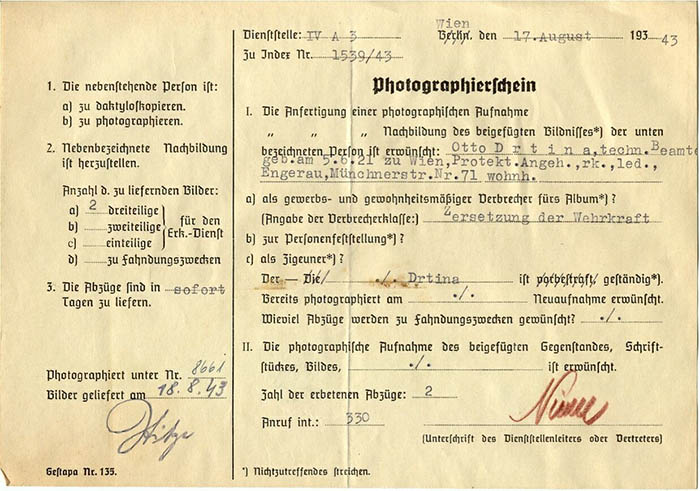 1. Die nebenstehende Person ist:
a) zu daktyloskopieren.
b) zu photographieren.
2. Nebenbezeichnete Nachbildung
ist herzustellen.
Anzahl d. zu liefernden Bilder:
a) 2 dreiteilige
b) zweiteilige
c) einteilige
für den
Erk.-Dienst
d) zu Fahndungszwecken
3. Die Abzüge sind in sofort
Tagen zu liefern.
Photographiert unter Nr. 8661
Bilder geliefert am 18.8.43
Gestapa Nr. 135.
Dienststelle: IV A 3
Wien
Berlin, den 17.August 193 43
Zu Index Nr. 1539/43
Photographierschein
I. Die Anfertigung einer photographischen Aufnahme
" " " Nachbildung des beigefügten Bildnisses*) der unten
bezeichneten Person ist erwünscht: Otto D r t i n a,techn.Beamte
geb.am 5.6.21 zu Wien,Protekt.Angeh.,rk.,led.,
Engerau,Münchnerstr.Nr.71 wohnh.
a) als gewerbs- und gewohnheitsmäßiger Verbrecher fürs Album*)?
(Angabe der Verbrecherklasse:) Zersetzung der Wehrkraft
b) zur Personenfeststellung*)?
c) als Zigeuner*)?
Der — Die ./. Drtina ist vorbestraft, geständig*).
Bereits photographiert am ./. Neuaufnahme erwünscht.
Wieviel Abzüge werden zu Fahndungszwecken gewünscht? ./.
II. Die photographische Aufnahme des beigefügten Gegenstandes, Schrift-
stückes, Bildes, ./. ist erwünscht.
Zahl der erbetenen Abzüge: 2
Anruf int.: 330
(Unterschrift des Dienststellenleiters oder Vertreters)
*) Nichtzutreffendes streichen.